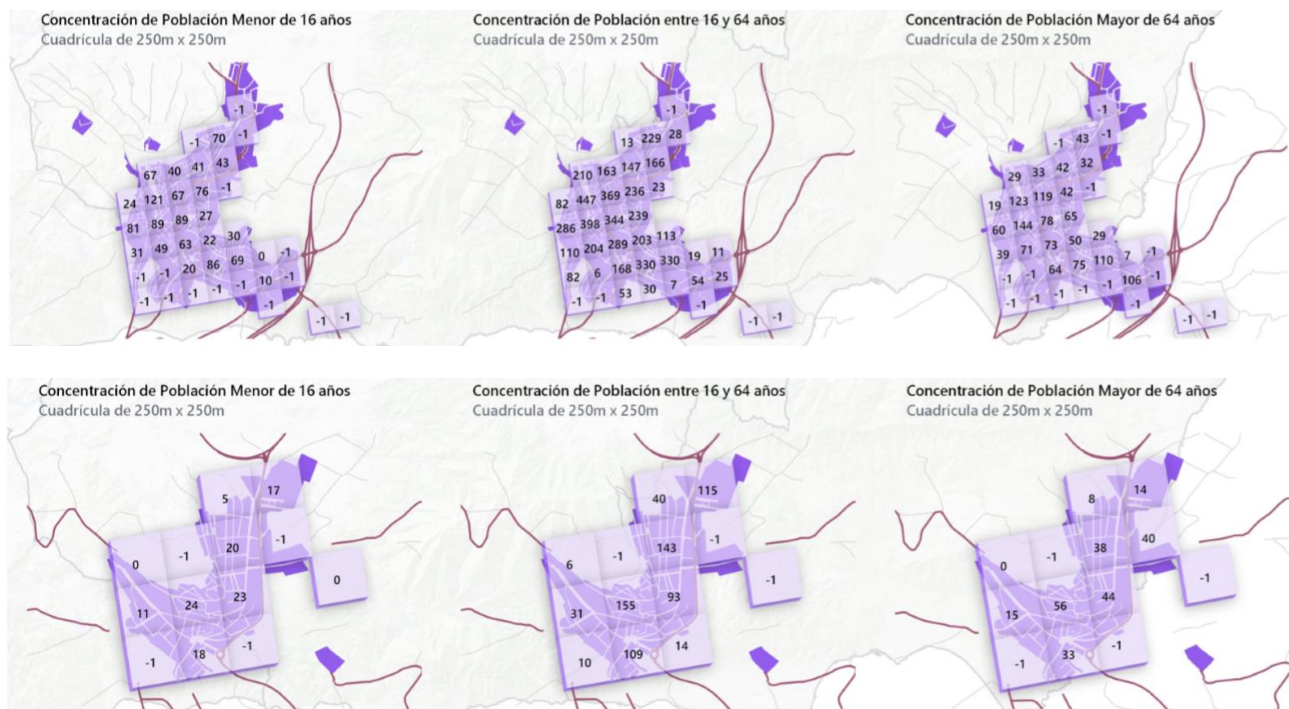 Concentración de Población Menor de 16 años
Cuadrícula de 250m x 250m
-1
-1 70 -1
67 40 41 43
24 121 67 76 -1
81 89 89 27
31 49 63 22 30
-1 -1 20 86 69 0 -1
-1 -1 -1 -1 -1 10 -1
-1
-1 -1
Concentración de Población entre 16 y 64 años
Cuadrícula de 250m x 250m
-1
13 229 28
210 163 147 166
82 447 369 236 23
286 398 344 239
110 204 289 203 113
82 6 168 330 330 19 11
-1 -1 53 30 7 54 25
-1
-1 -1
Concentración de Población Mayor de 64 años
Cuadrícula de 250m x 250m
-1
-1 43 -1
29 33 42 32
19 123 119 42 -1
60 144 78 65
39 71 73 50 29
-1 -1 64 75 110 7 -1
-1 -1 -1 -1 -1 106 -1
-1
-1 -1
Concentración de Población Menor de 16 años
Cuadrícula de 250m x 250m
5 17
0 -1 20 -1
0
11 24 23
-1 18 -1
Concentración de Población entre 16 y 64 años
Cuadrícula de 250m x 250m
40 115
6 -1 143 -1
-1
31 155 93
10 109 14
Concentración de Población Mayor de 64 años
Cuadrícula de 250m x 250m
8 14
0 -1 38 40
-1
15 56 44
-1 33 -1